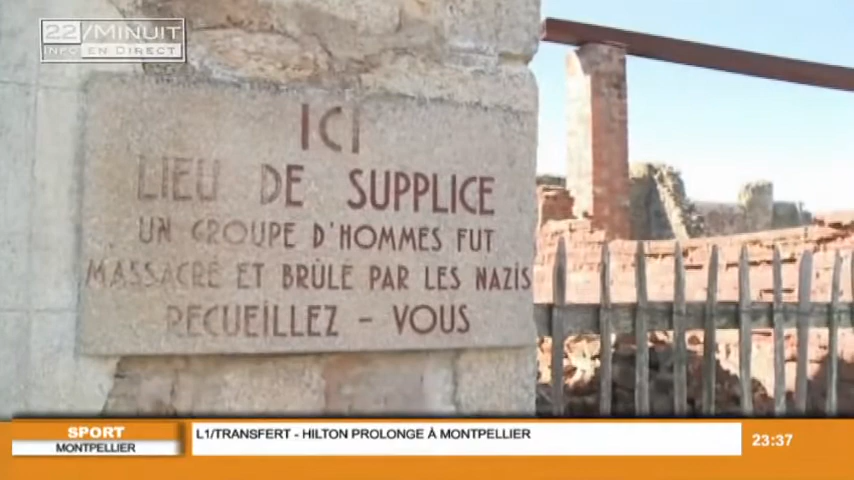 22/MINUIT
INFO EN DIRECT
ICI
LIEU DE SUPPLICE
UN GROUPE D'HOMMES FUT
MASSACRÉ ET BRÛLÉ PAR LES NAZIS
RECUEILLEZ - VOUS
SPORT
MONTPELLIER
L1/TRANSFERT - HILTON PROLONGE À MONTPELLIER
23:37